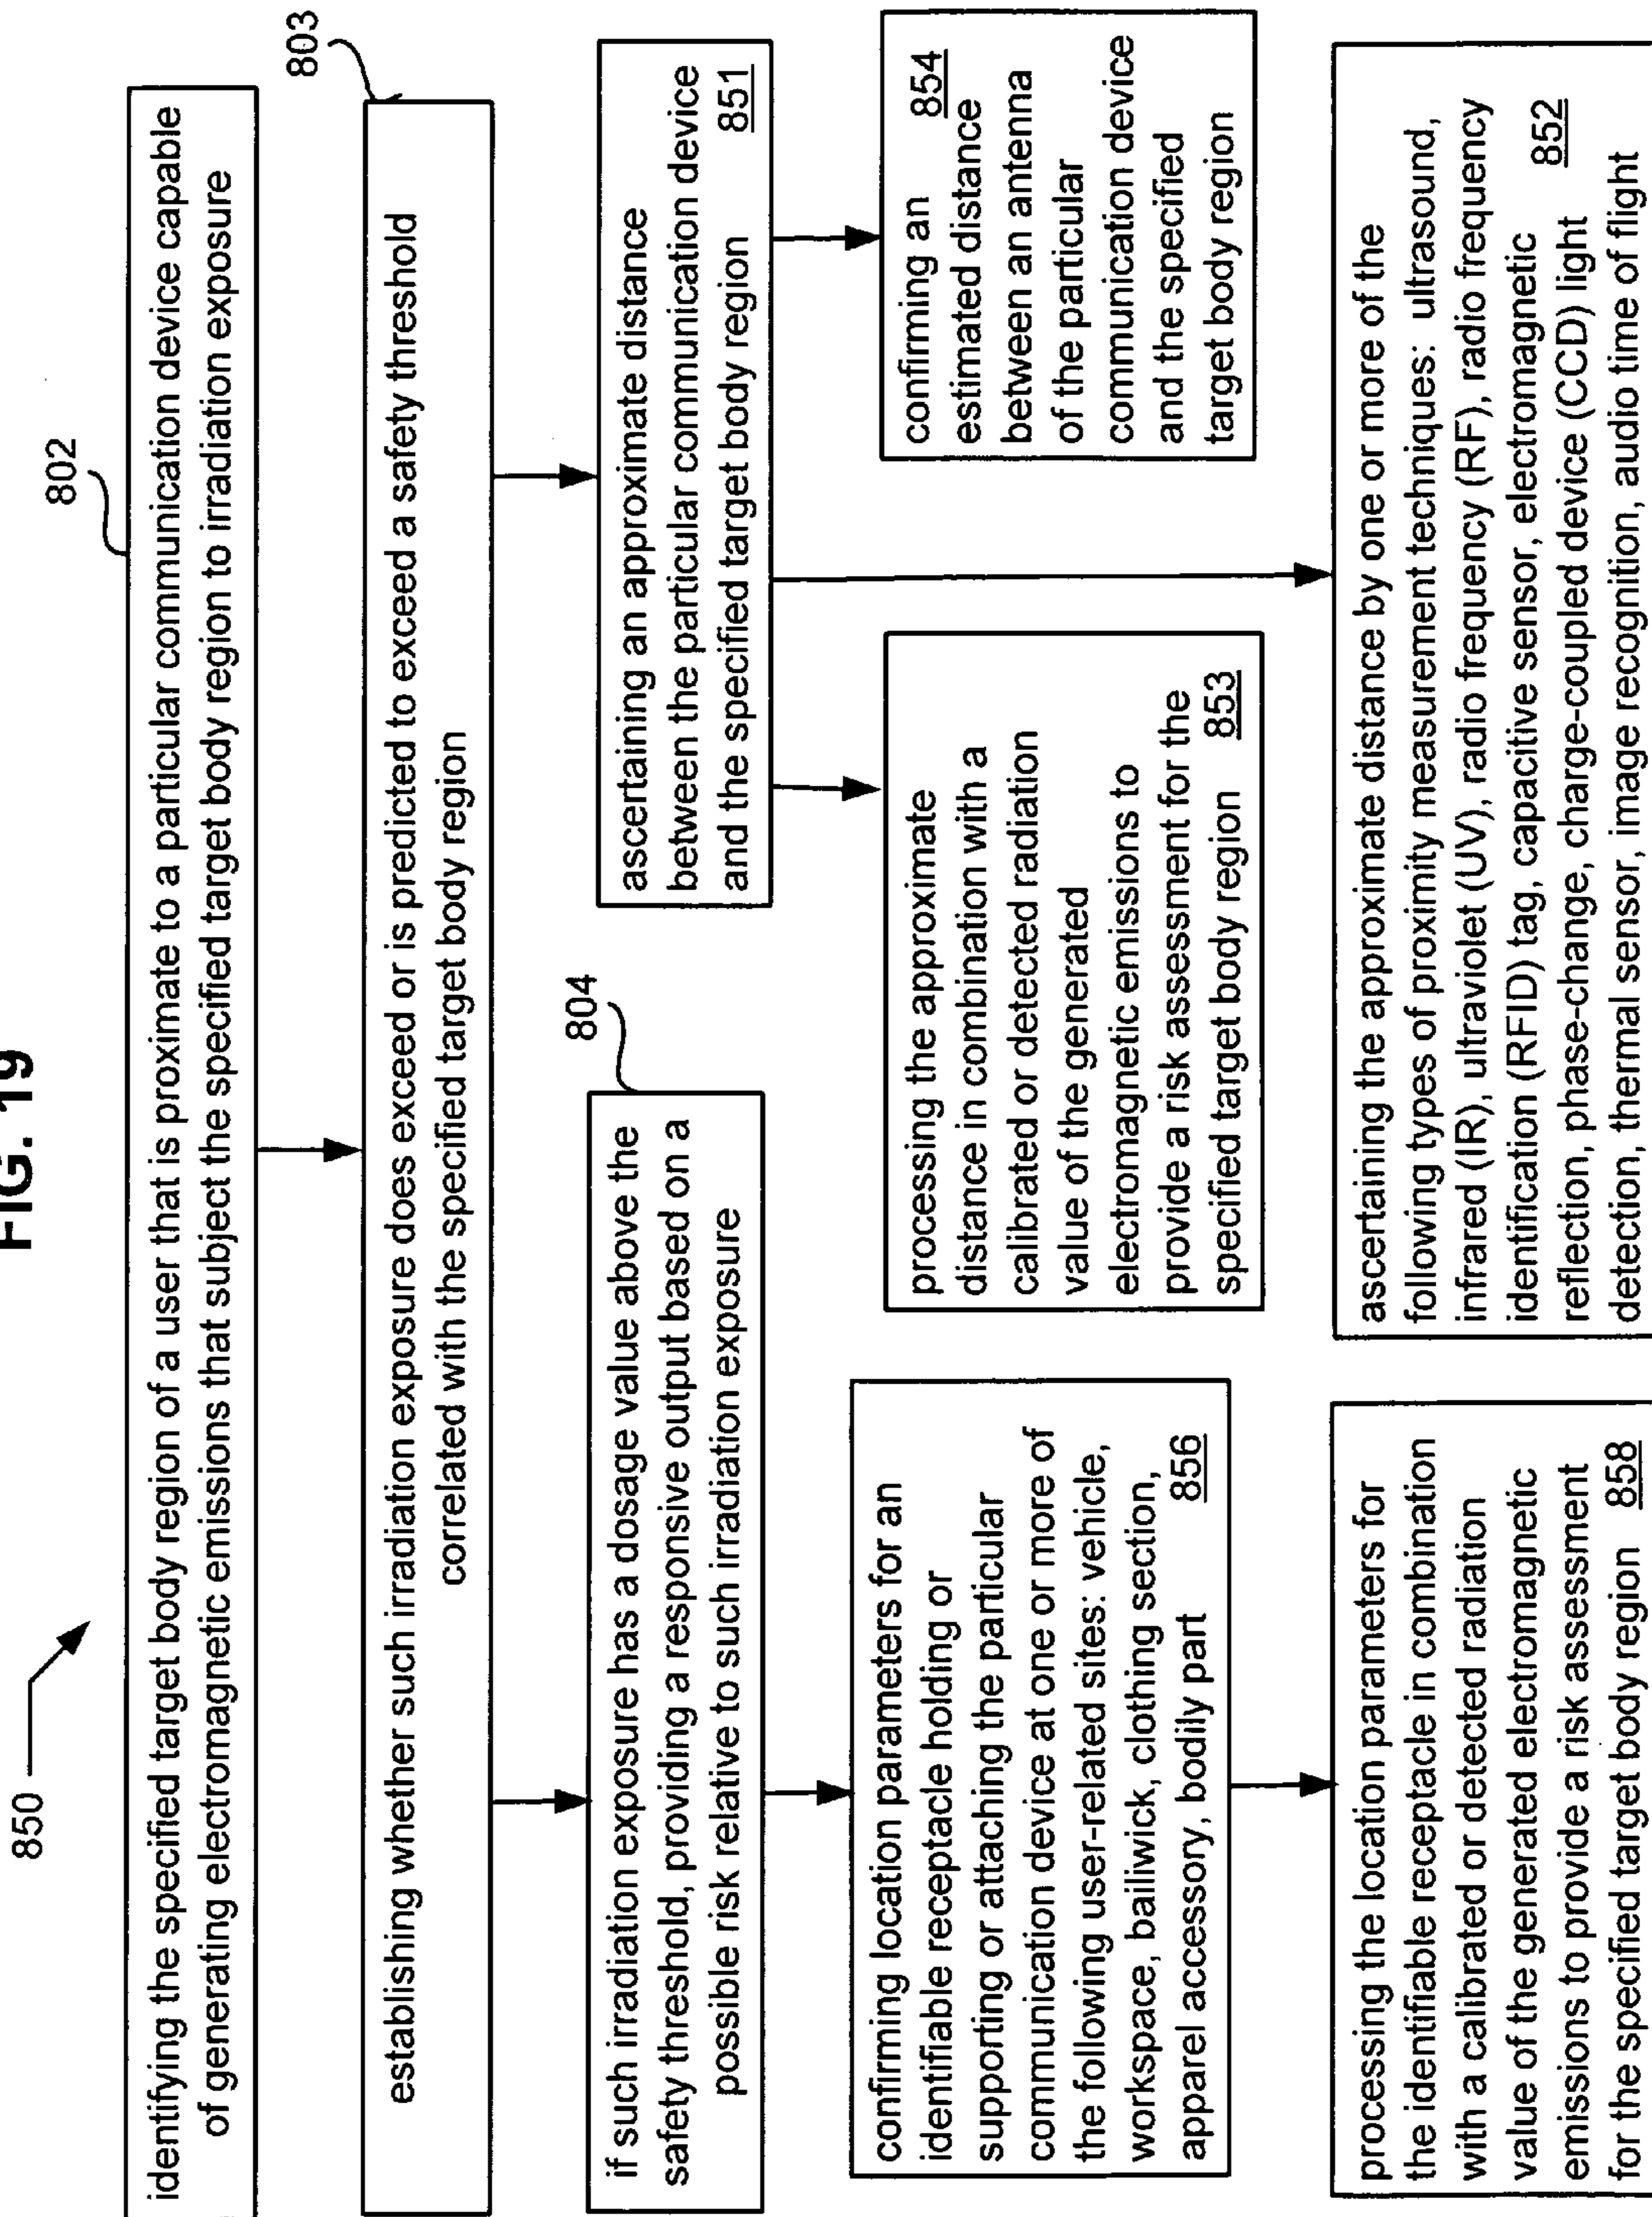 FIG. 19
850
802
identifying the specified target body region of a user that is proximate to a particular communication device capable
of generating electromagnetic emissions that subject the specified target body region to irradiation exposure
803
establishing whether such irradiation exposure does exceed or is predicted to exceed a safety threshold
correlated with the specified target body region
804
if such irradiation exposure has a dosage value above the
safety threshold, providing a responsive output based on a
possible risk relative to such irradiation exposure
ascertaining an approximate distance
between the particular communication device
and the specified target body region 851
confirming location parameters for an
identifiable receptacle holding or
supporting or attaching the particular
communication device at one or more of
the following user-related sites: vehicle,
workspace, bailiwick, clothing section,
apparel accessory, bodily part 856
processing the approximate
distance in combination with a
calibrated or detected radiation
value of the generated
electromagnetic emissions to
provide a risk assessment for the
specified target body region 853
confirming an 854
estimated distance
between an antenna
of the particular
communication device
and the specified
target body region
processing the location parameters for
the identifiable receptacle in combination
with a calibrated or detected radiation
value of the generated electromagnetic
emissions to provide a risk assessment
for the specified target body region 858
ascertaining the approximate distance by one or more of the
following types of proximity measurement techniques: ultrasound,
infrared (IR), ultraviolet (UV), radio frequency (RF), radio frequency
identification (RFID) tag, capacitive sensor, electromagnetic
reflection, phase-change, charge-coupled device (CCD) light 852
detection, thermal sensor, image recognition, audio time of flight